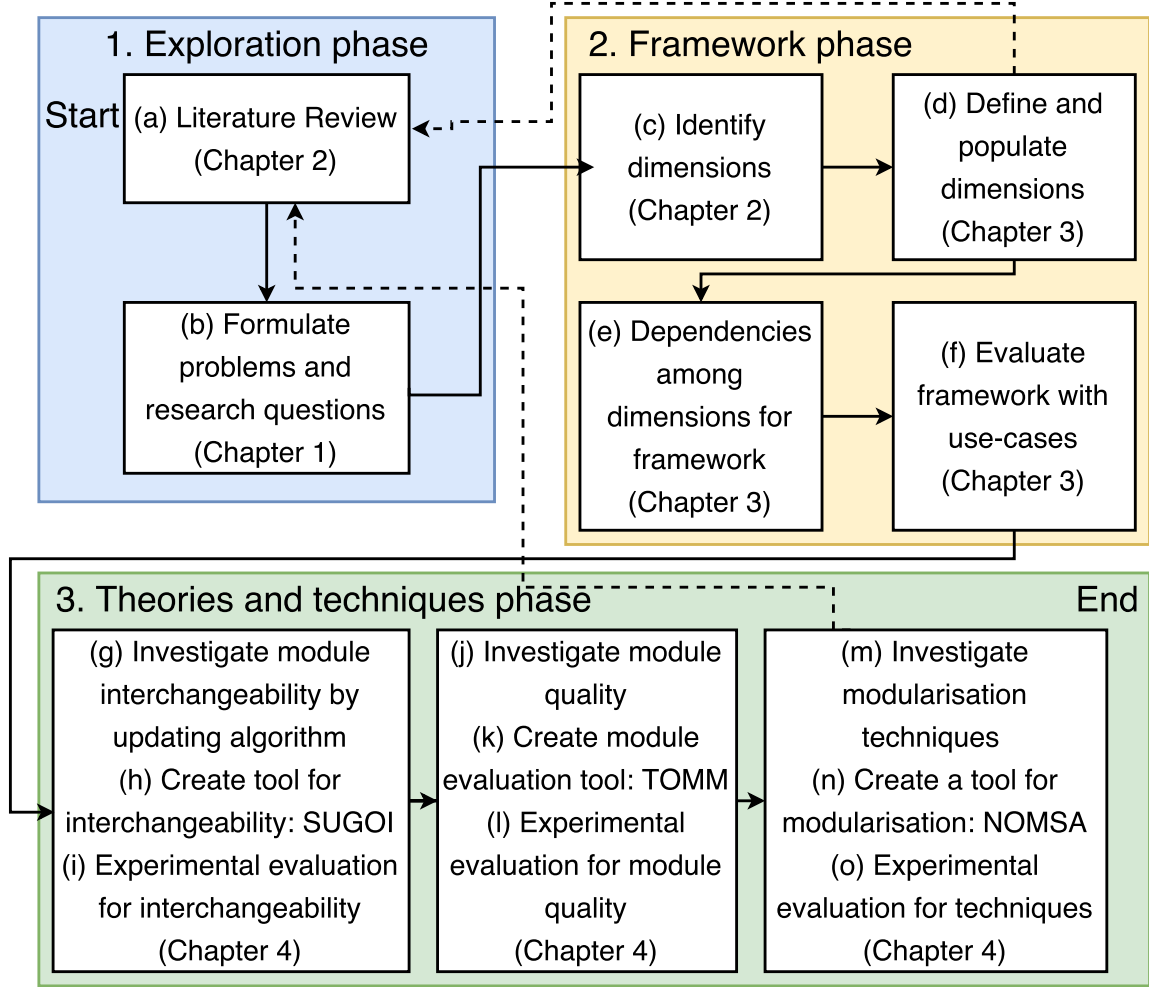 1. Exploration phase
Start
(a) Literature Review
(Chapter 2)
(b) Formulate
problems and
research questions
(Chapter 1)
2. Framework phase
(c) Identify
dimensions
(Chapter 2)
(d) Define and
populate
dimensions
(Chapter 3)
(e) Dependencies
among
dimensions for
framework
(Chapter 3)
(f) Evaluate
framework with
use-cases
(Chapter 3)
3. Theories and techniques phase
End
(g) Investigate module
interchangeability by
updating algorithm
(h) Create tool for
interchangeability: SUGOI
(i) Experimental evaluation
for interchangeability
(Chapter 4)
(j) Investigate module
quality
(k) Create module
evaluation tool: TOMM
(l) Experimental
evaluation for module
quality
(Chapter 4)
(m) Investigate
modularisation
techniques
(n) Create a tool for
modularisation: NOMSA
(o) Experimental
evaluation for techniques
(Chapter 4)